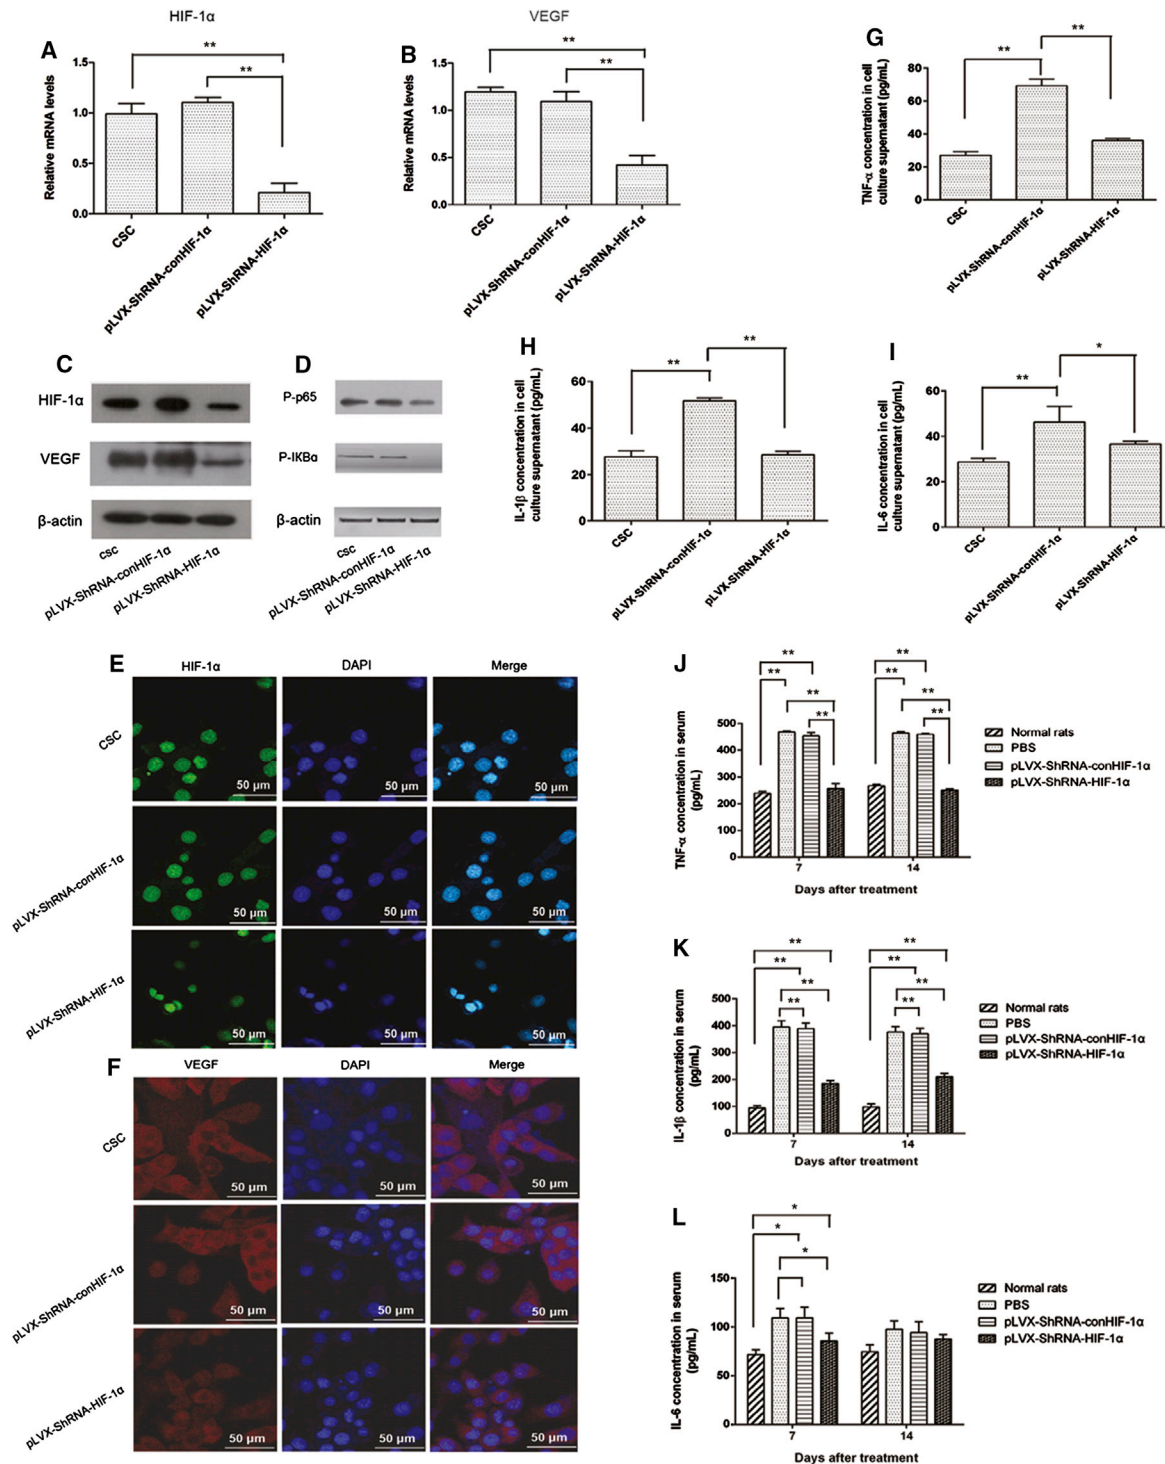 HIF-1α
A
**
**
Relative mRNA levels
1.5
1.0
0.5
0.0
CSC
pLVX-ShRNA-conHIF-1α
pLVX-ShRNA-HIF-1α
VEGF
B
**
**
Relative mRNA levels
1.5
1.0
0.5
0.0
CSC
pLVX-ShRNA-conHIF-1α
pLVX-ShRNA-HIF-1α
G
**
**
TNF-α concentration in cell
culture supernatant (pg/mL)
80
60
40
20
0
CSC
pLVX-ShRNA-conHIF-1α
pLVX-ShRNA-HIF-1α
C
HIF-1α
VEGF
β-actin
csc
pLVX-ShRNA-conHIF-1α
pLVX-ShRNA-HIF-1α
D
P-p65
P-IKBα
β-actin
csc
pLVX-ShRNA-conHIF-1α
pLVX-ShRNA-HIF-1α
H
**
**
IL-1β concentration in cell
culture supernatant (pg/mL)
60
40
20
0
CSC
pLVX-ShRNA-conHIF-1α
pLVX-ShRNA-HIF-1α
I
**
*
IL-6 concentration in cell
culture supernatant (pg/mL)
60
40
20
0
CSC
pLVX-ShRNA-conHIF-1α
pLVX-ShRNA-HIF-1α
E
HIF-1α DAPI Merge
CSC
50 µm 50 µm 50 µm
pLVX-ShRNA-conHIF-1α
50 µm 50 µm 50 µm
pLVX-ShRNA-HIF-1α
50 µm 50 µm 50 µm
F
VEGF DAPI Merge
CSC
50 µm 50 µm 50 µm
pLVX-ShRNA-conHIF-1α
50 µm 50 µm 50 µm
pLVX-ShRNA-HIF-1α
50 µm 50 µm 50 µm
J
** **
** **
** **
** **
TNF-α concentration in serum
(pg/mL)
500
400
300
200
100
0
7 14
Days after treatment
Normal rats
PBS
pLVX-ShRNA-conHIF-1α
pLVX-ShRNA-HIF-1α
K
** **
** **
** **
** **
IL-1β concentration in serum
(pg/mL)
500
400
300
200
100
0
7 14
Days after treatment
Normal rats
PBS
pLVX-ShRNA-conHIF-1α
pLVX-ShRNA-HIF-1α
L
*
*
*
IL-6 concentration in serum
(pg/mL)
150
100
50
0
7 14
Days after treatment
Normal rats
PBS
pLVX-ShRNA-conHIF-1α
pLVX-ShRNA-HIF-1α